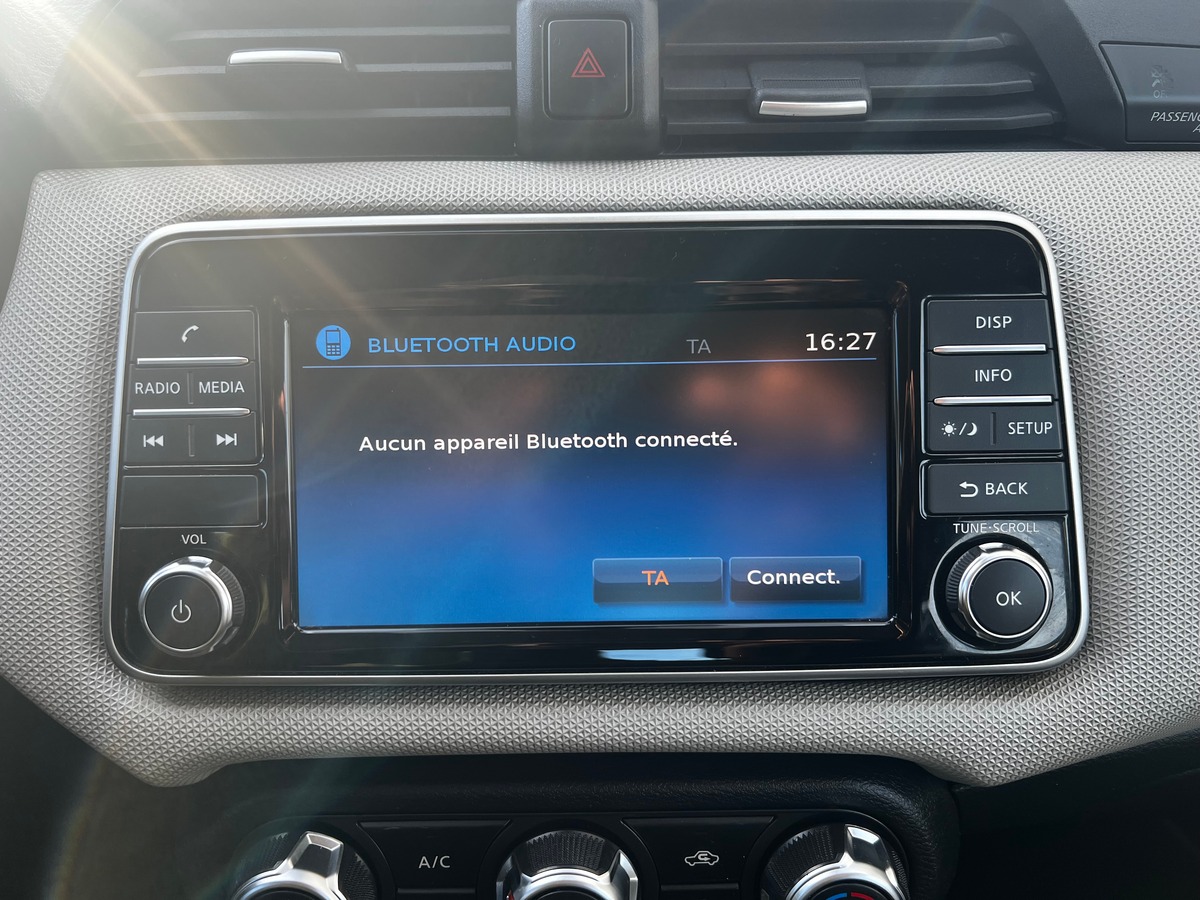 PASSEN
BLUETOOTH AUDIO
TA
16:27
Aucun appareil Bluetooth connecté.
TA
Connect.
RADIO
MEDIA
VOL
DISP
INFO
SETUP
BACK
TUNE·SCROLL
OK
A/C